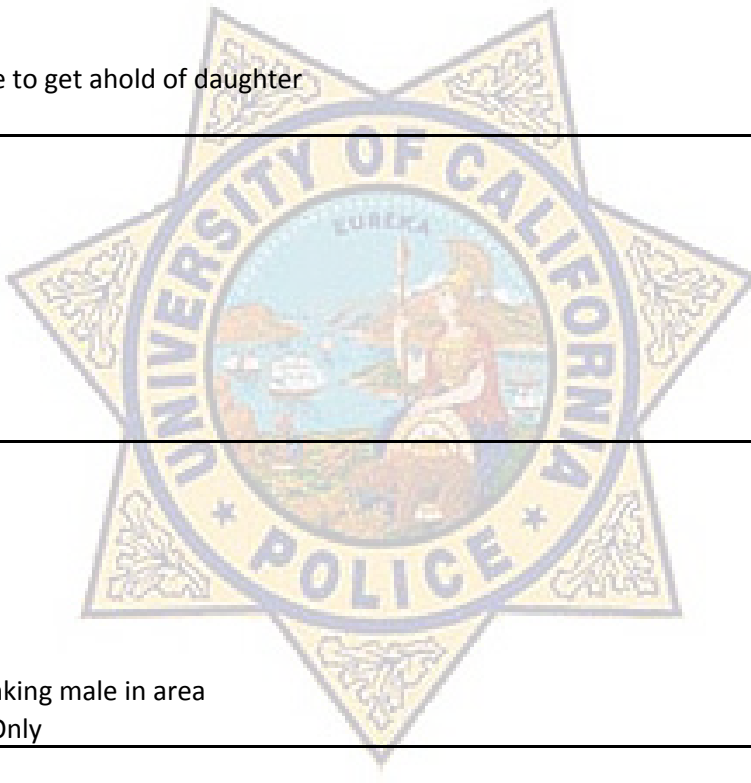 e to get ahold of daughter
EUREKA
UNIVERSITY OF CALIFORNIA
POLICE
king male in area
Only